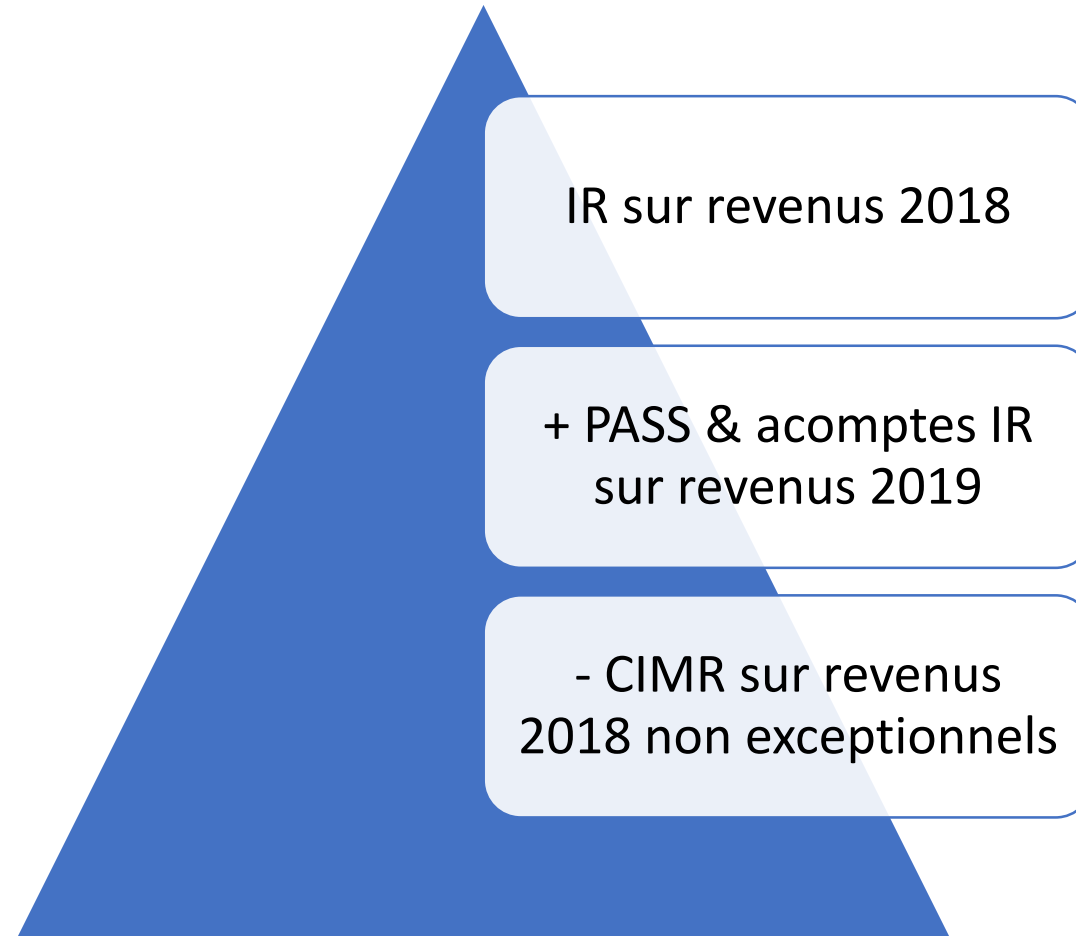 IR sur revenus 2018
+ PASS & acomptes IR
sur revenus 2019
- CIMR sur revenus
2018 non exceptionnels